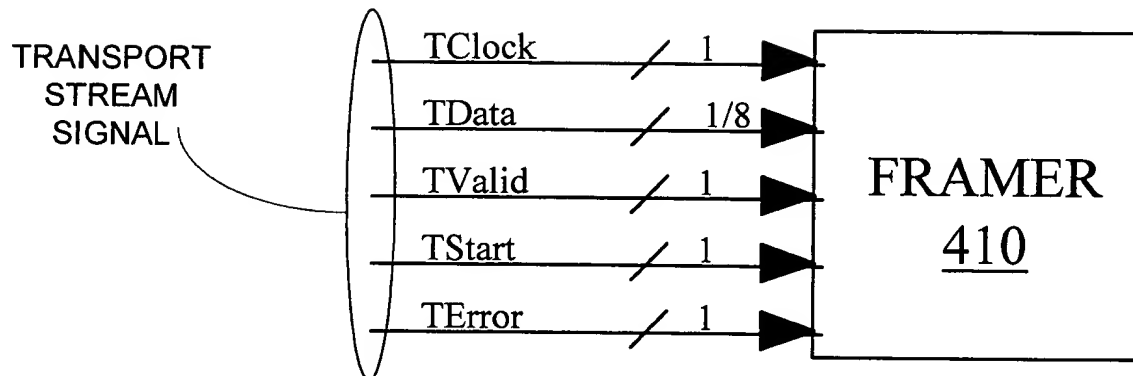 TRANSPORT
STREAM
SIGNAL
TClock 1
TData 1/8
TValid 1
TStart 1
TError 1
FRAMER
410